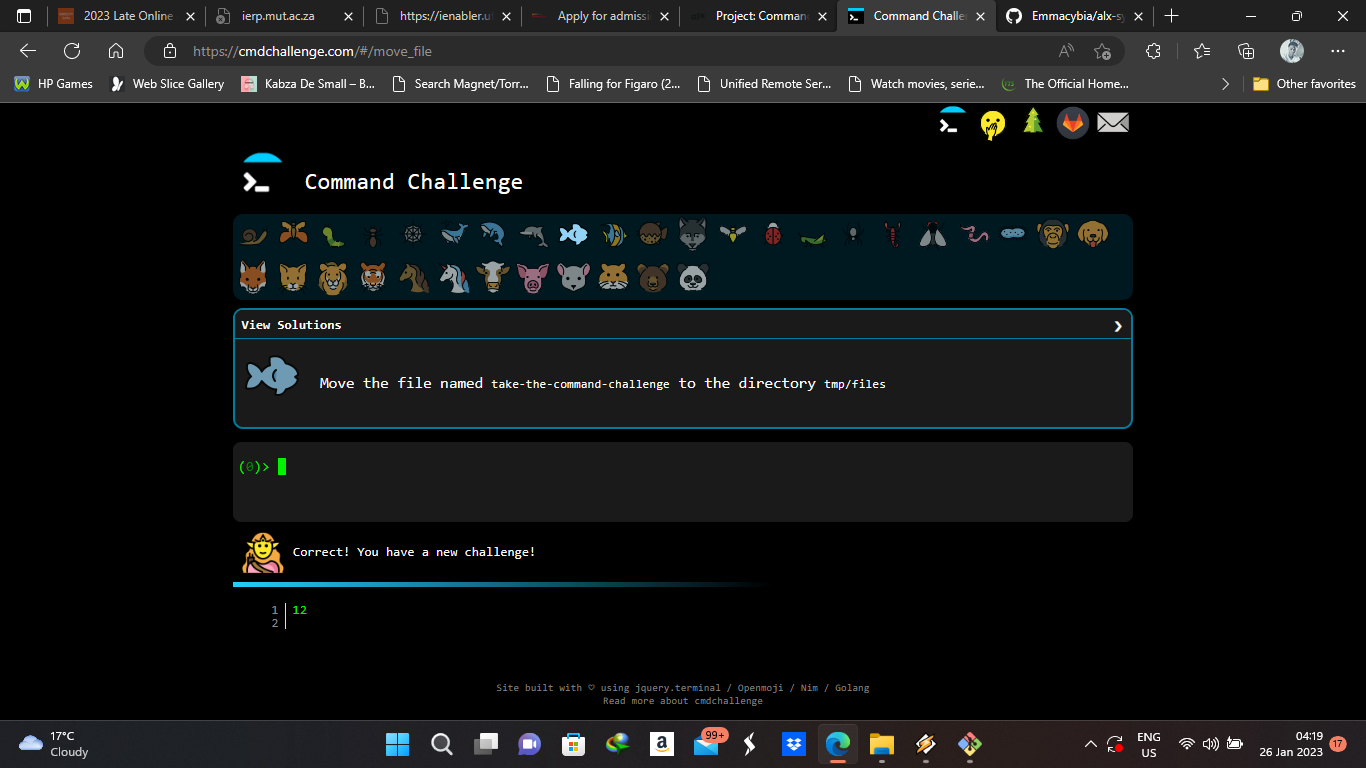 2023 Late Online
ierp.mut.ac.za
https://ienabler.u
Apply for admiss
Project: Comman
Command Challe
Emmacybia/alx-s
https://cmdchallenge.com/#/move_file
HP Games
Web Slice Gallery
Kabza De Small – B...
Search Magnet/Torr...
Falling for Figaro (2...
Unified Remote Ser...
Watch movies, serie...
The Official Home...
Other favorites
Command Challenge
View Solutions
Move the file named take-the-command-challenge to the directory tmp/files
(0)>
Correct! You have a new challenge!
1 12
2
Site built with ♡ using jquery.terminal / Openmoji / Nim / Golang
Read more about cmdchallenge
17°C
Cloudy
99+
ENG
US
04:19
26 Jan 2023
17